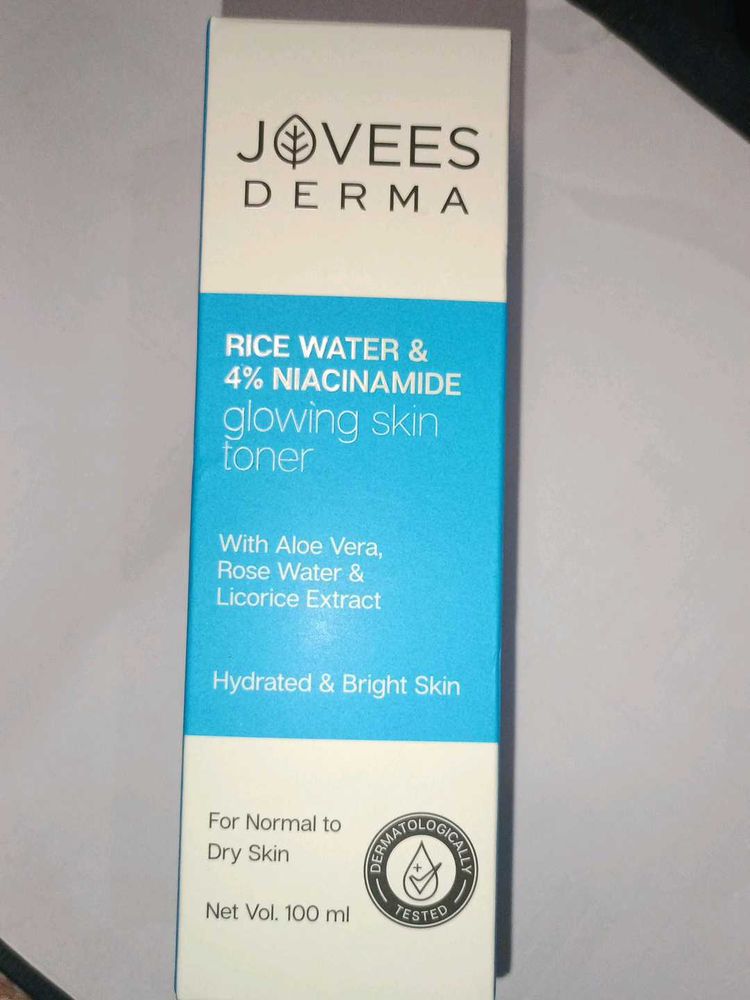 JOVEES
DERMA
RICE WATER &
4% NIACINAMIDE
glowing skin
toner
With Aloe Vera,
Rose Water &
Licorice Extract
Hydrated & Bright Skin
For Normal to
Dry Skin
Net Vol. 100 ml
DERMATOLOGICALLY
TESTED